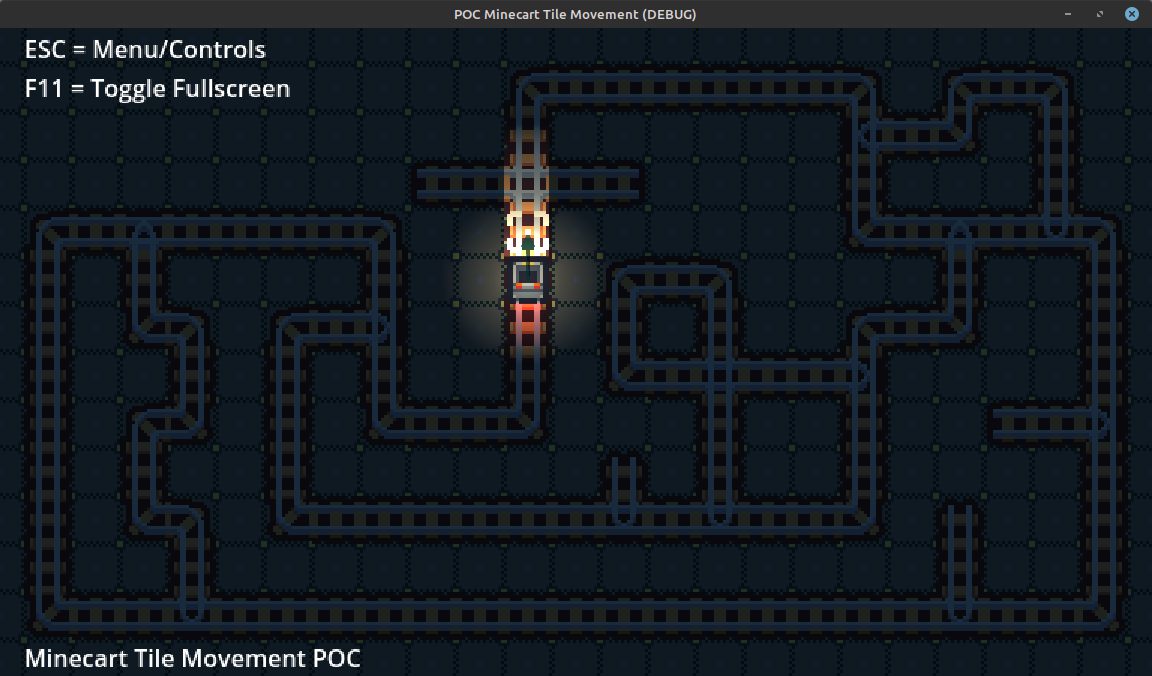 POC Minecart Tile Movement (DEBUG)
ESC = Menu/Controls
F11 = Toggle Fullscreen
Minecart Tile Movement POC